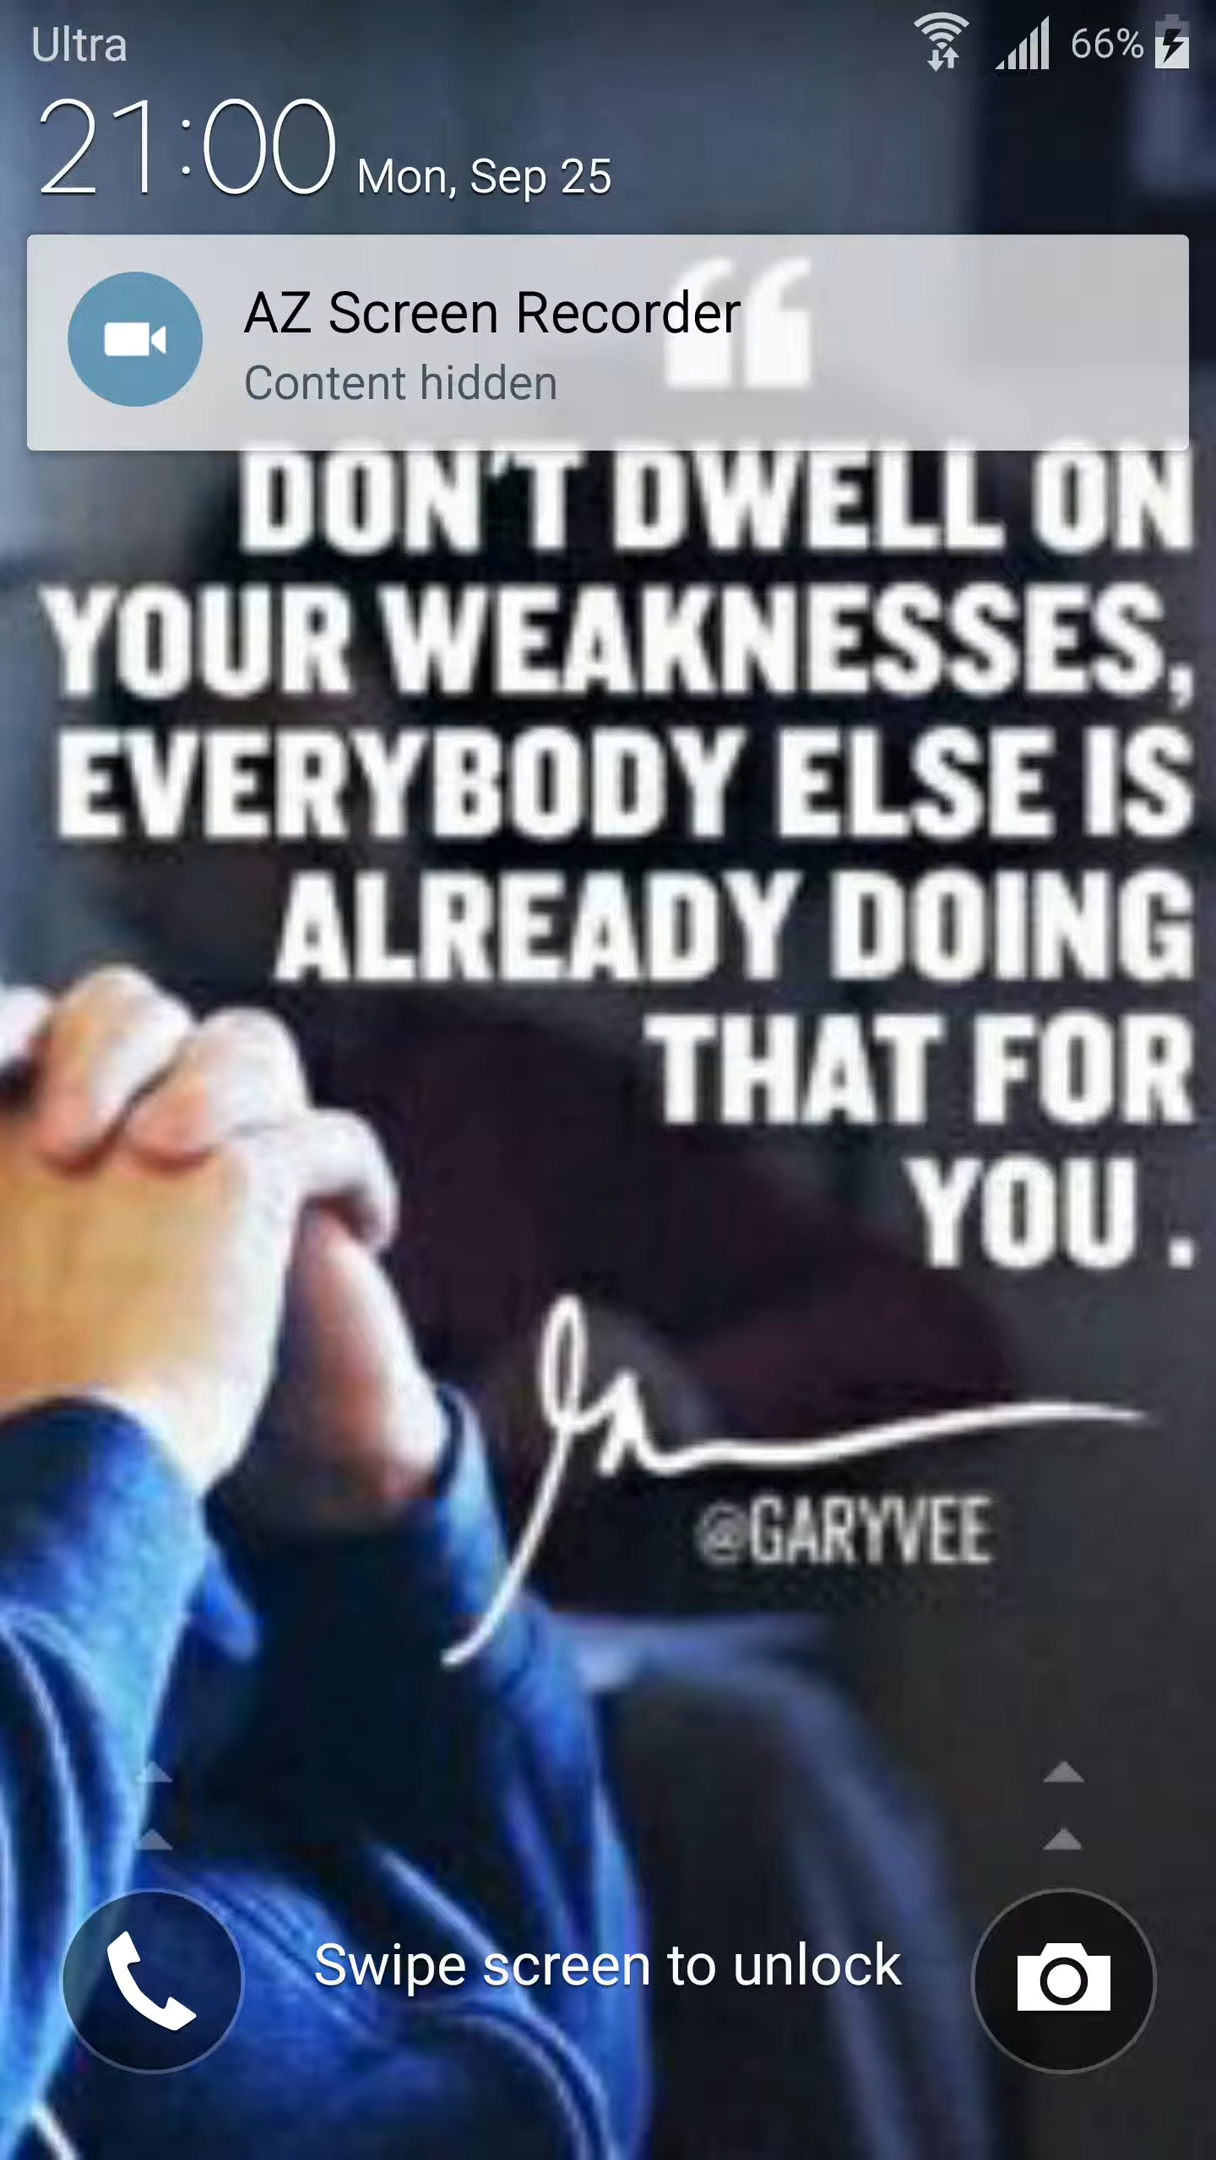 Ultra
66%
21:00 Mon, Sep 25
AZ Screen Recorder
Content hidden
DON'T DWELL ON
YOUR WEAKNESSES,
EVERYBODY ELSE IS
ALREADY DOING
THAT FOR
YOU .
@GARYVEE
Swipe screen to unlock